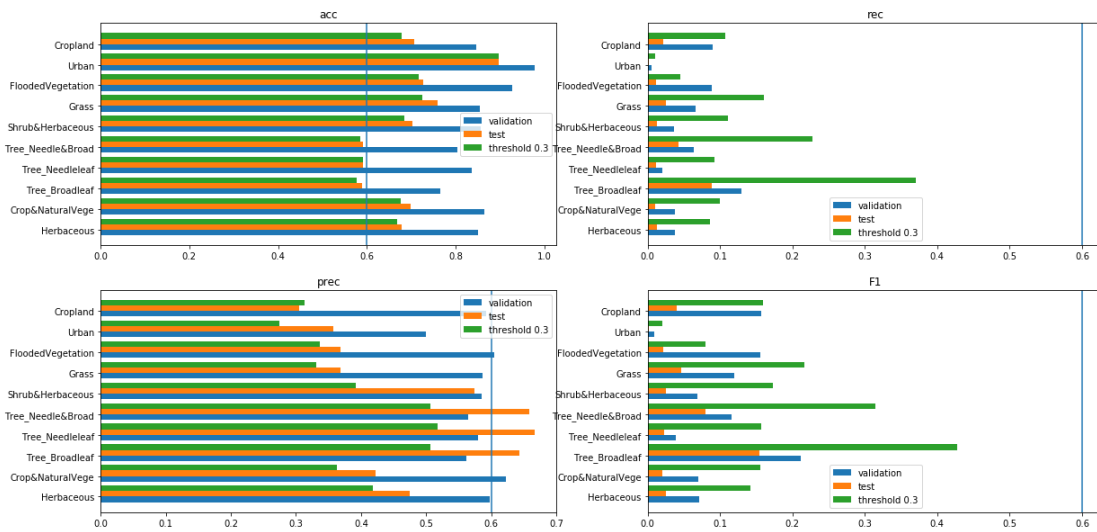 acc
Cropland
Urban
FloodedVegetation
Grass
Shrub&Herbaceous
Tree_Needle&Broad
Tree_Needleleaf
Tree_Broadleaf
Crop&NaturalVege
Herbaceous
validation
test
threshold 0.3
0.0 0.2 0.4 0.6 0.8 1.0
rec
Cropland
Urban
FloodedVegetation
Grass
Shrub&Herbaceous
Tree_Needle&Broad
Tree_Needleleaf
Tree_Broadleaf
Crop&NaturalVege
Herbaceous
validation
test
threshold 0.3
0.0 0.1 0.2 0.3 0.4 0.5 0.6
prec
Cropland
Urban
FloodedVegetation
Grass
Shrub&Herbaceous
Tree_Needle&Broad
Tree_Needleleaf
Tree_Broadleaf
Crop&NaturalVege
Herbaceous
validation
test
threshold 0.3
0.0 0.1 0.2 0.3 0.4 0.5 0.6 0.7
F1
Cropland
Urban
FloodedVegetation
Grass
Shrub&Herbaceous
Tree_Needle&Broad
Tree_Needleleaf
Tree_Broadleaf
Crop&NaturalVege
Herbaceous
validation
test
threshold 0.3
0.0 0.1 0.2 0.3 0.4 0.5 0.6